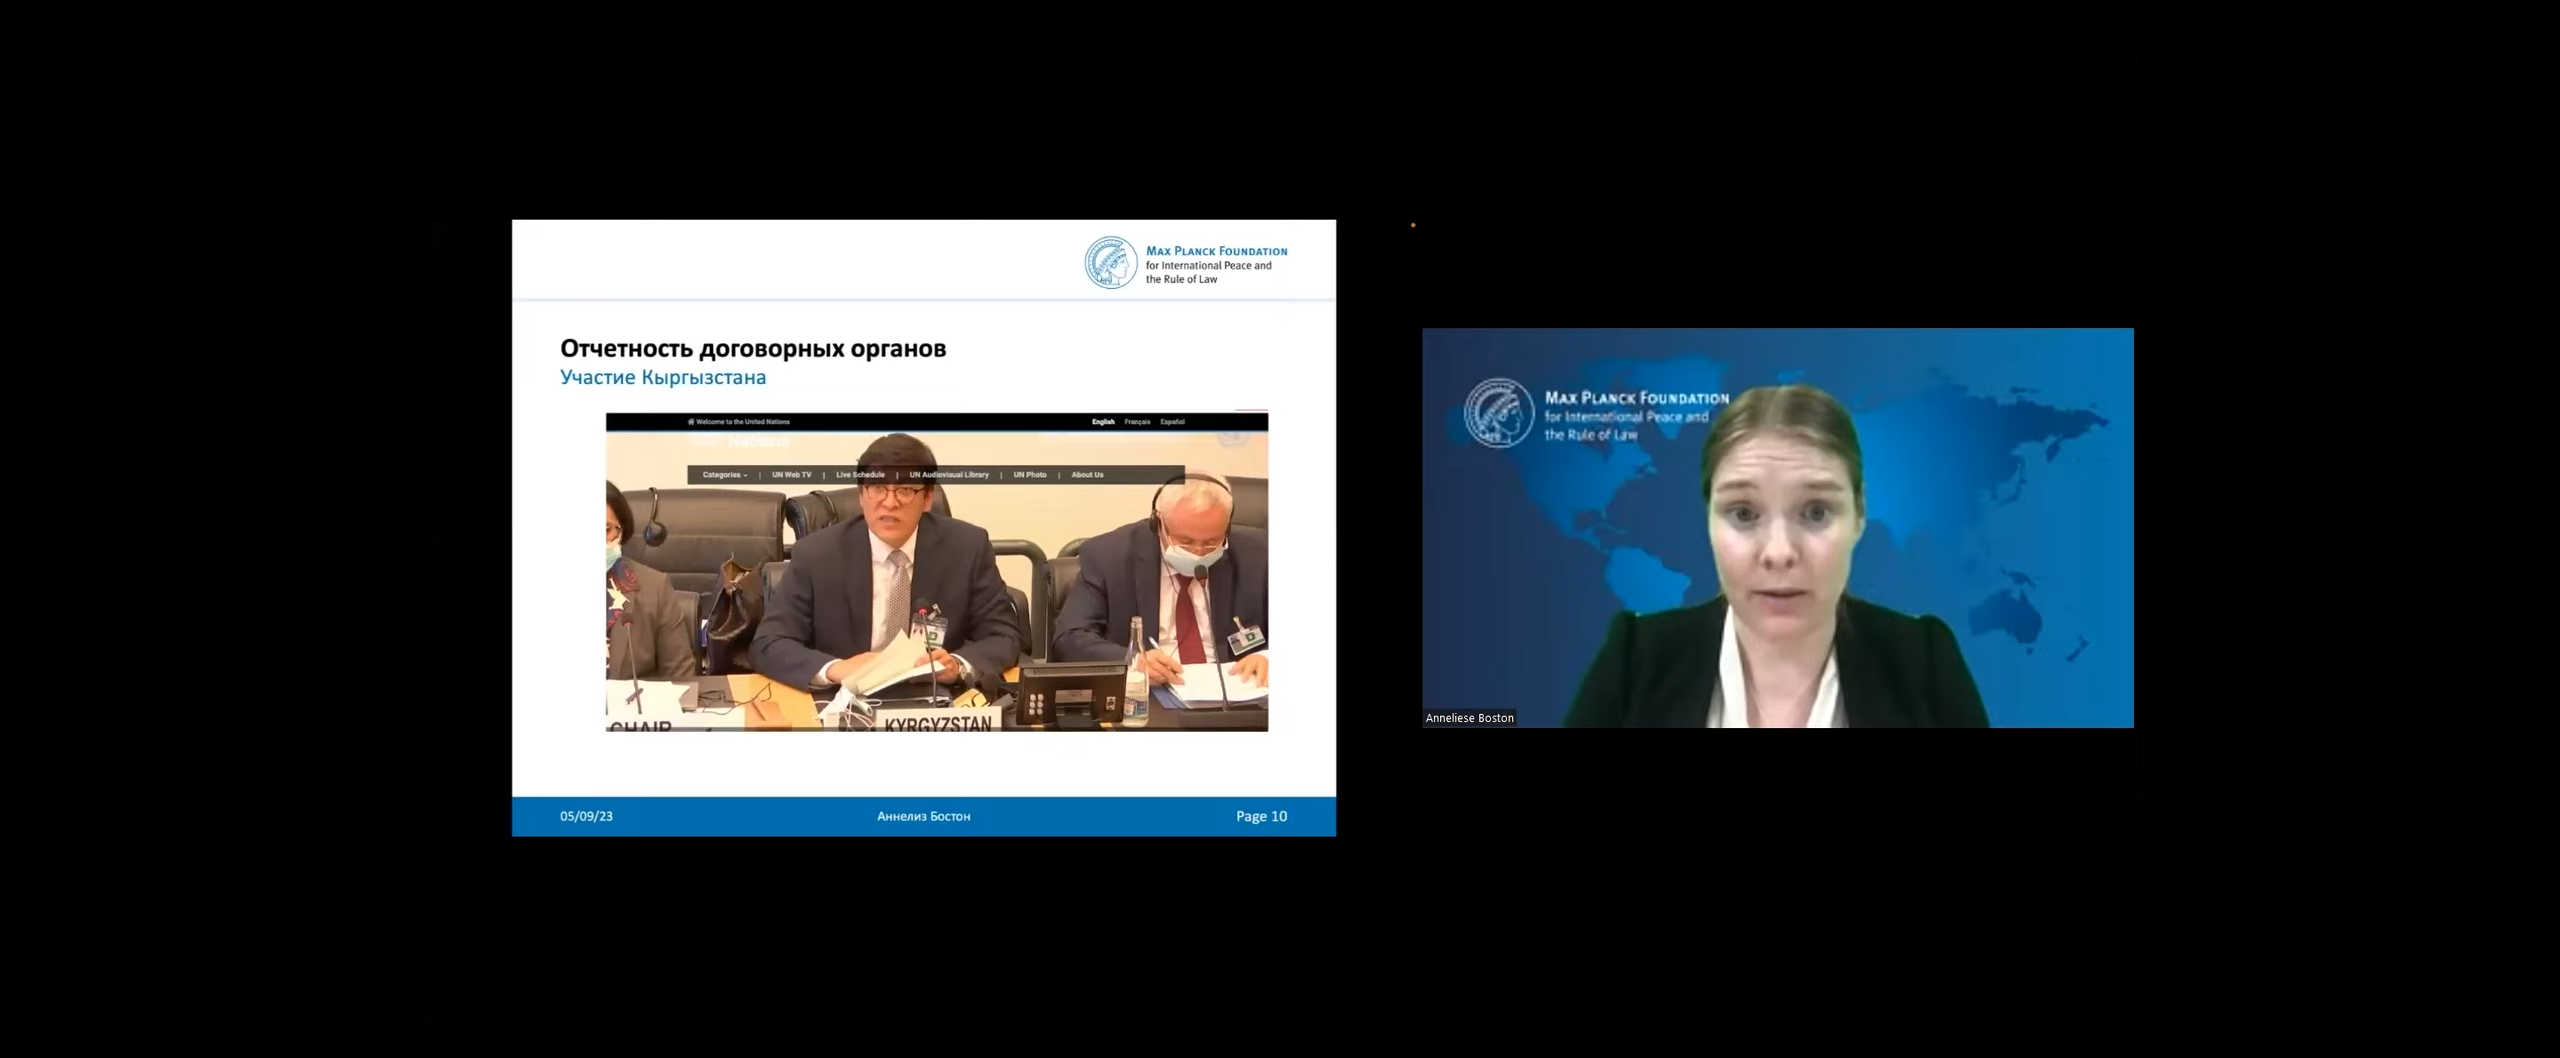 MAX PLANCK FOUNDATION
for International Peace and
the Rule of Law
Отчетность договорных органов
Участие Кыргызстана
Welcome to the United Nations
English Français Español
Nations
Categories | UN Web TV | Live Schedule | UN Audiovisual Library | UN Photo | About Us
CHAIR
KYRGYZSTAN
05/09/23 Аннелиз Бостон Page 10
MAX PLANCK FOUNDATION
for International Peace and
the Rule of Law
Anneliese Boston